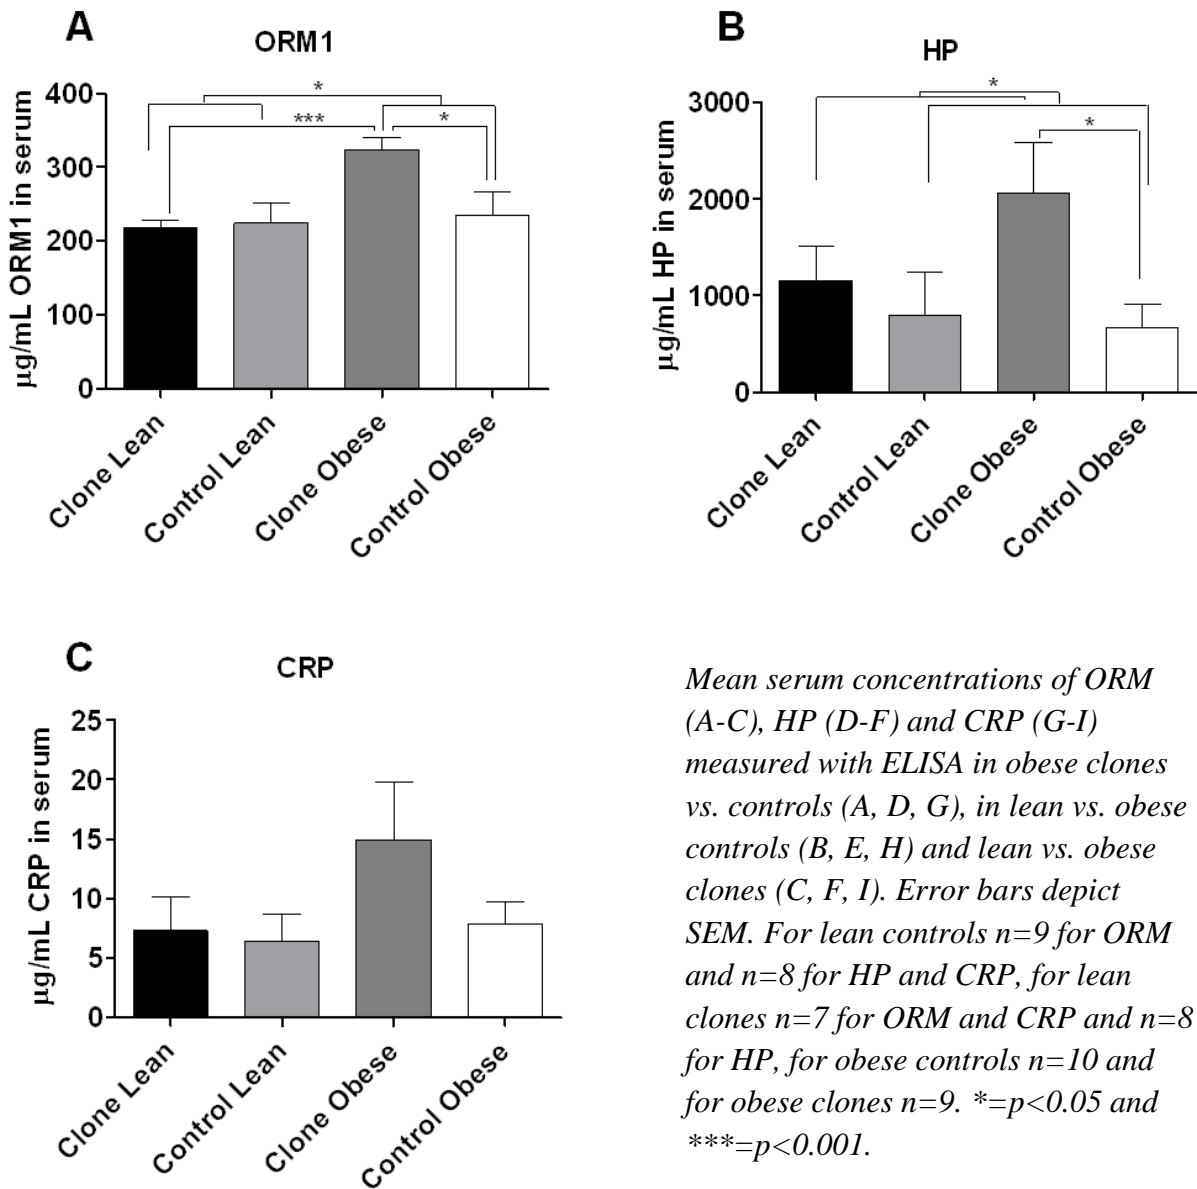 A
ORM1
*
***
*
µg/mL ORM1 in serum
400
300
200
100
0
Clone Lean
Control Lean
Clone Obese
Control Obese
B
HP
*
*
µg/mL HP in serum
3000
2000
1000
0
Clone Lean
Control Lean
Clone Obese
Control Obese
C
CRP
µg/mL CRP in serum
25
20
15
10
5
0
Clone Lean
Control Lean
Clone Obese
Control Obese
Mean serum concentrations of ORM
(A-C), HP (D-F) and CRP (G-I)
measured with ELISA in obese clones
vs. controls (A, D, G), in lean vs. obese
controls (B, E, H) and lean vs. obese
clones (C, F, I). Error bars depict
SEM. For lean controls n=9 for ORM
and n=8 for HP and CRP, for lean
clones n=7 for ORM and CRP and n=8
for HP, for obese controls n=10 and
for obese clones n=9. *=p<0.05 and
***=p<0.001.